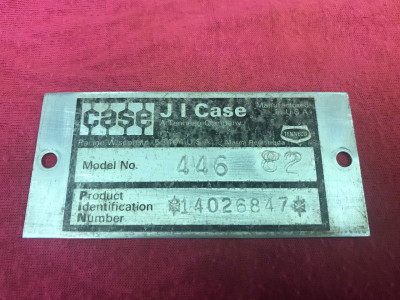 case J I Case Manufactured
A Tenneco Company in U.S.A.
TENNECO
Racine Wisconsin 53404 U.S.A.
Model No. 446 82
Product
Identification *14026847*
Number